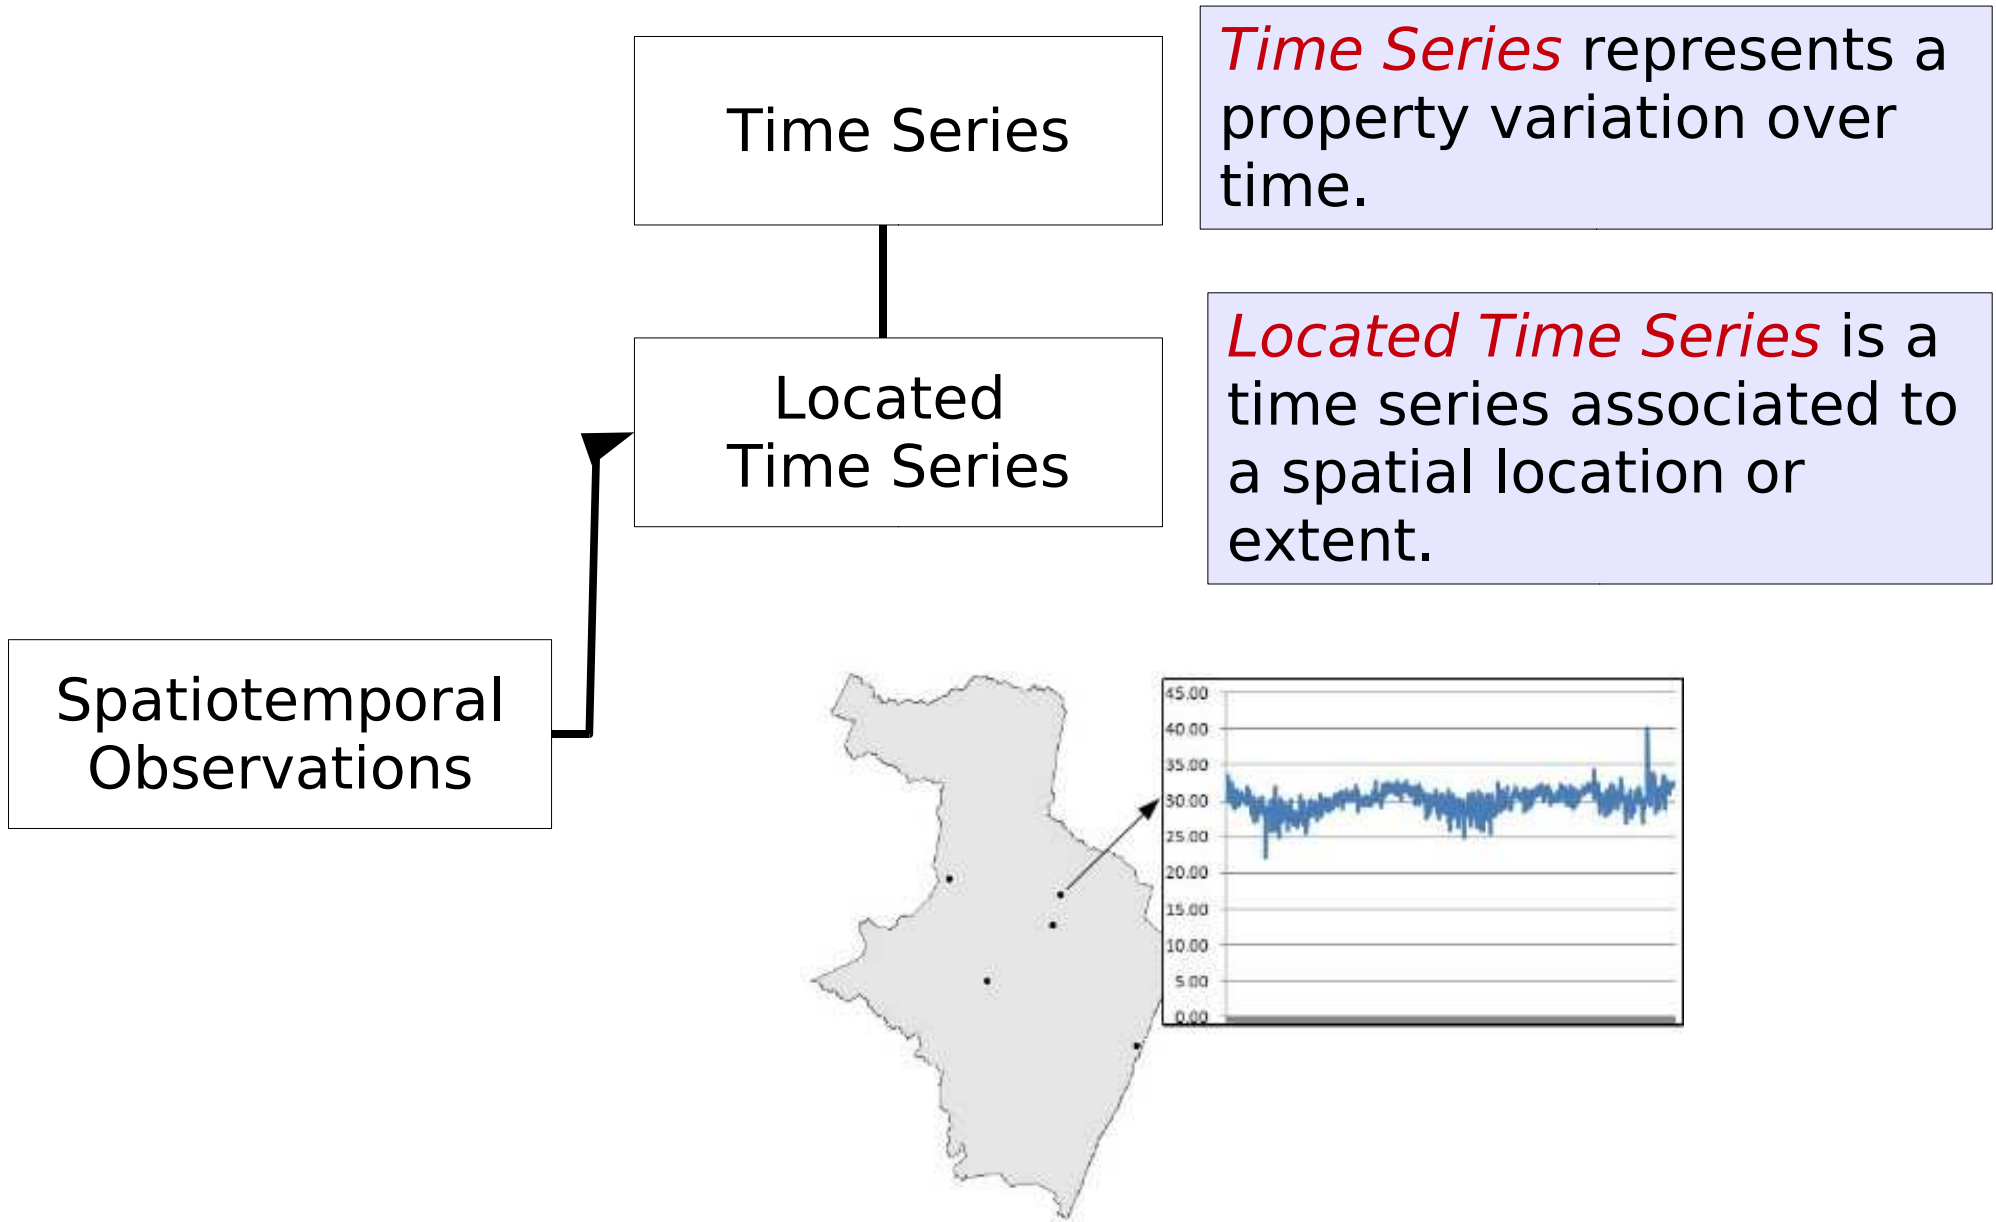 Time Series
Time Series represents a
property variation over
time.
Located
Time Series
Located Time Series is a
time series associated to
a spatial location or
extent.
Spatiotemporal
Observations
45.00
40.00
35.00
30.00
25.00
20.00
15.00
10.00
5.00
0.00